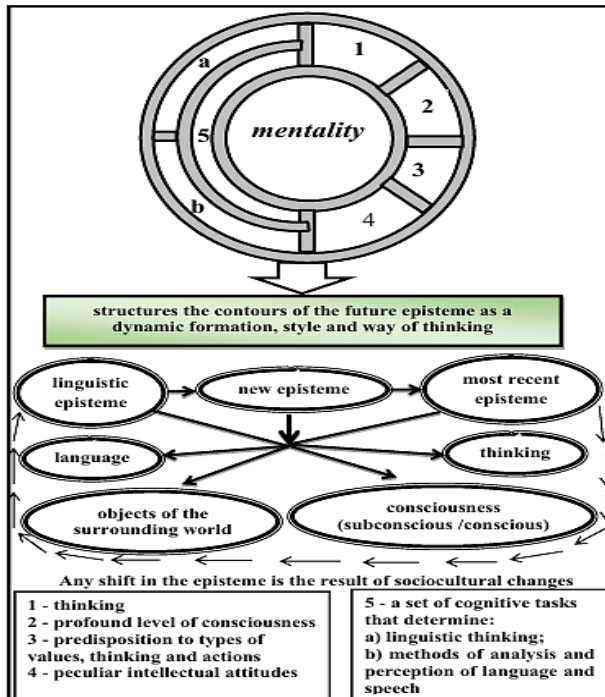 a
1
2
mentality
5
3
b
4
structures the contours of the future episteme as a
dynamic formation, style and way of thinking
linguistic
episteme
new episteme
most recent
episteme
language
thinking
objects of the
surrounding world
consciousness
(subconscious /conscious)
Any shift in the episteme is the result of sociocultural changes
1 - thinking
2 - profound level of consciousness
3 - predisposition to types of
values, thinking and actions
4 - peculiar intellectual attitudes
5 - a set of cognitive tasks
that determine:
a) linguistic thinking;
b) methods of analysis and
perception of language and
speech